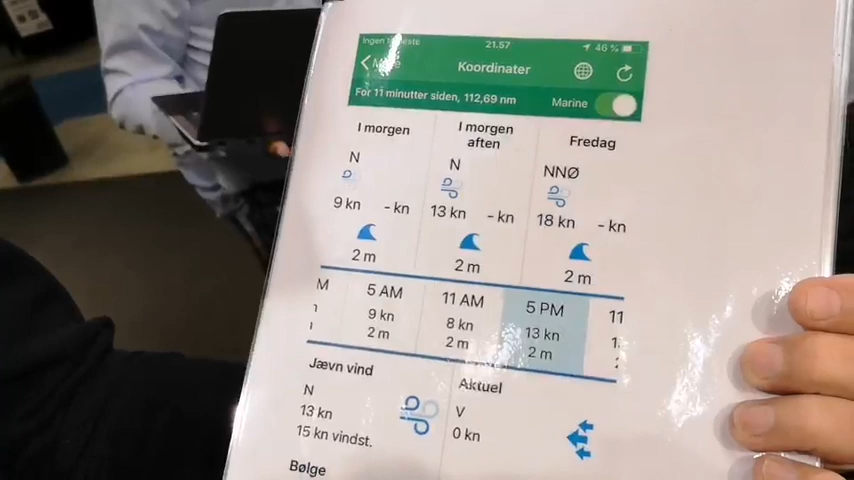 Ingen
21.57
46 %
Koordinater
For 11 minutter siden, 112,69 nm
Marine
I morgen
I morgen aften
Fredag
N
N
NNØ
9 kn - kn
13 kn - kn
18 kn - kn
2 m
2 m
2 m
5 AM
11 AM
5 PM
11
9 kn
8 kn
13 kn
2 m
2 m
2 m
Jævn vind
Aktuel
N
V
13 kn
0 kn
15 kn vindst.
Bølge